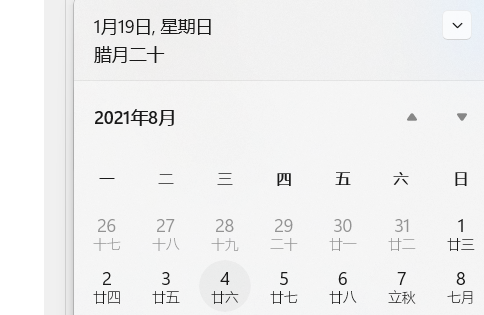 1月19日, 星期日
腊月二十
2021年8月
一 二 三 四 五 六 日
26 27 28 29 30 31 1
十七 十八 十九 二十 廿一 廿二 廿三
2 3 4 5 6 7 8
廿四 廿五 廿六 廿七 廿八 立秋 七月